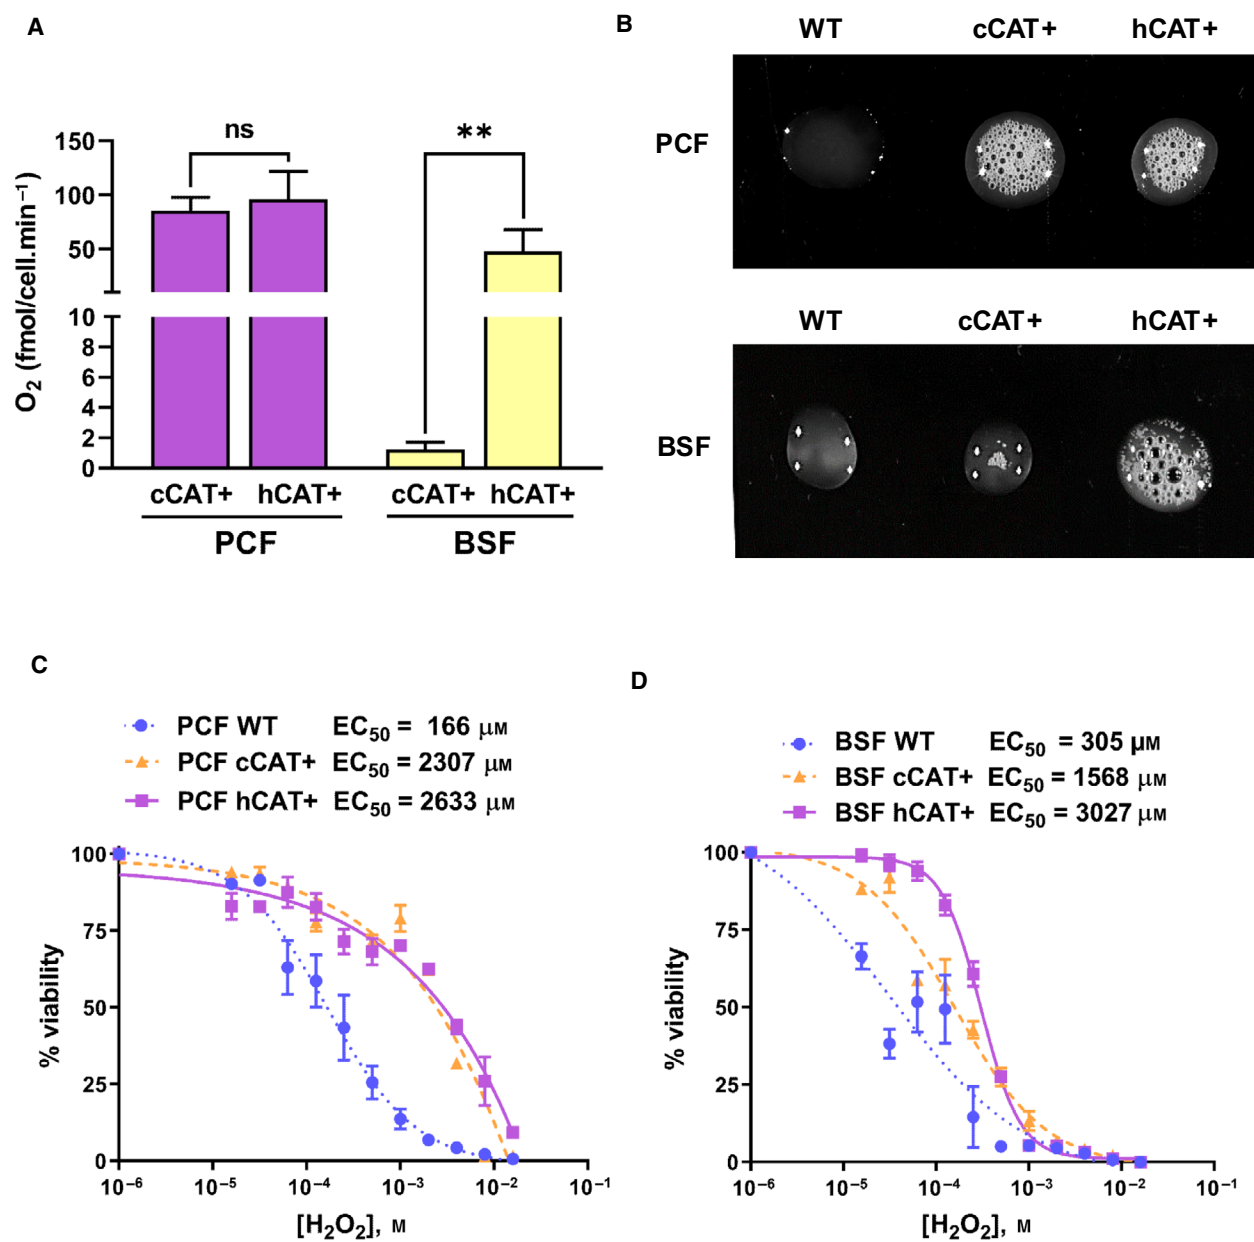 A
O₂ (fmol/cell.min⁻¹)
150
100
50
10
8
6
4
2
0
ns
**
cCAT+ hCAT+ cCAT+ hCAT+
PCF BSF
B
WT cCAT+ hCAT+
PCF
WT cCAT+ hCAT+
BSF
C
PCF WT EC₅₀ = 166 μM
PCF cCAT+ EC₅₀ = 2307 μM
PCF hCAT+ EC₅₀ = 2633 μM
% viability
100
75
50
25
0
10⁻⁶ 10⁻⁵ 10⁻⁴ 10⁻³ 10⁻² 10⁻¹
[H₂O₂], M
D
BSF WT EC₅₀ = 305 μM
BSF cCAT+ EC₅₀ = 1568 μM
BSF hCAT+ EC₅₀ = 3027 μM
% viability
100
75
50
25
0
10⁻⁶ 10⁻⁵ 10⁻⁴ 10⁻³ 10⁻² 10⁻¹
[H₂O₂], M